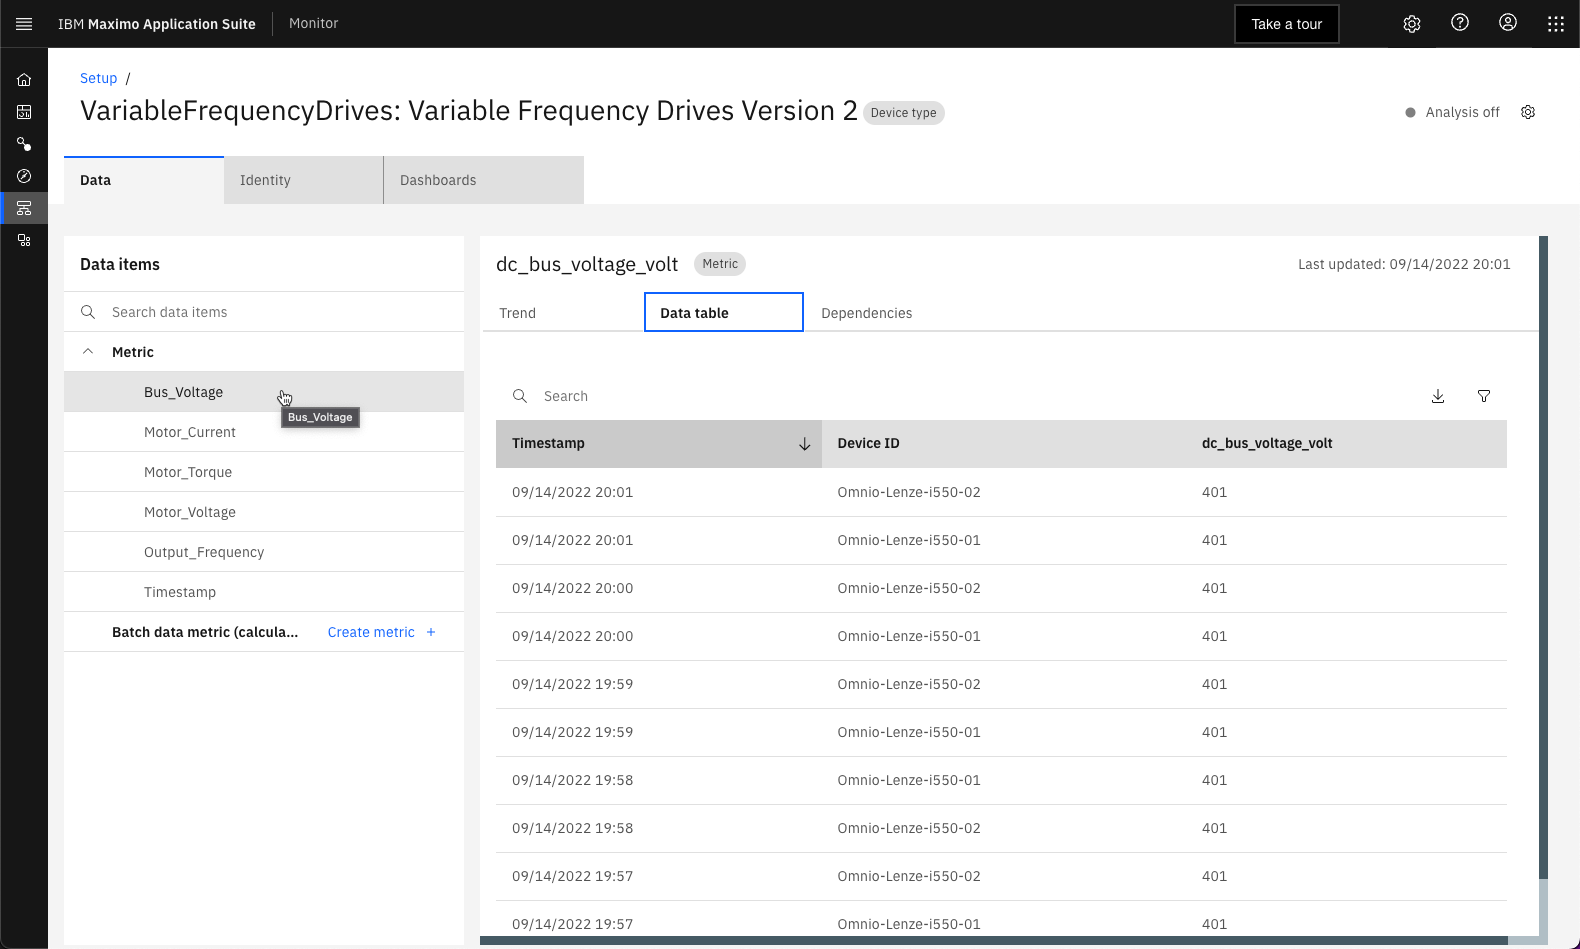 IBM Maximo Application Suite Monitor Take a tour
Setup /
VariableFrequencyDrives: Variable Frequency Drives Version 2 Device type Analysis off
Data Identity Dashboards
Data items
Search data items
Metric
Bus_Voltage
Bus_Voltage
Motor_Current
Motor_Torque
Motor_Voltage
Output_Frequency
Timestamp
Batch data metric (calcula... Create metric +
dc_bus_voltage_volt Metric Last updated: 09/14/2022 20:01
Trend Data table Dependencies
Search
Timestamp Device ID dc_bus_voltage_volt
09/14/2022 20:01 Omnio-Lenze-i550-02 401
09/14/2022 20:01 Omnio-Lenze-i550-01 401
09/14/2022 20:00 Omnio-Lenze-i550-02 401
09/14/2022 20:00 Omnio-Lenze-i550-01 401
09/14/2022 19:59 Omnio-Lenze-i550-02 401
09/14/2022 19:59 Omnio-Lenze-i550-01 401
09/14/2022 19:58 Omnio-Lenze-i550-01 401
09/14/2022 19:58 Omnio-Lenze-i550-02 401
09/14/2022 19:57 Omnio-Lenze-i550-02 401
09/14/2022 19:57 Omnio-Lenze-i550-01 401